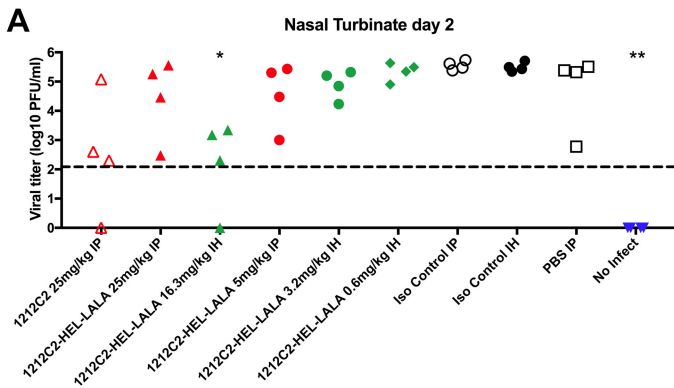 A
Nasal Turbinate day 2
Viral titer (log10 PFU/ml)
6
5
4
3
2
1
0
*
**
1212C2 25mg/kg IP
1212C2-HEL-LALA 25mg/kg IP
1212C2-HEL-LALA 16.3mg/kg IH
1212C2-HEL-LALA 5mg/kg IP
1212C2-HEL-LALA 3.2mg/kg IH
1212C2-HEL-LALA 0.6mg/kg IH
Iso Control IP
Iso Control IH
PBS IP
No Infect